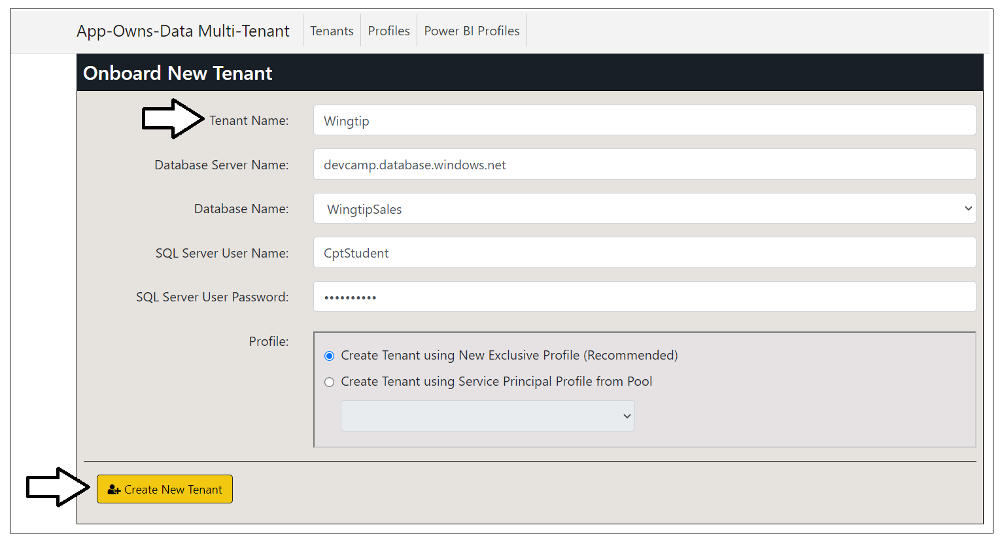 App-Owns-Data Multi-Tenant Tenants Profiles Power BI Profiles
Onboard New Tenant
Tenant Name: Wingtip
Database Server Name: devcamp.database.windows.net
Database Name: WingtipSales
SQL Server User Name: CptStudent
SQL Server User Password: ••••••••••
Profile:
Create Tenant using New Exclusive Profile (Recommended)
Create Tenant using Service Principal Profile from Pool
Create New Tenant